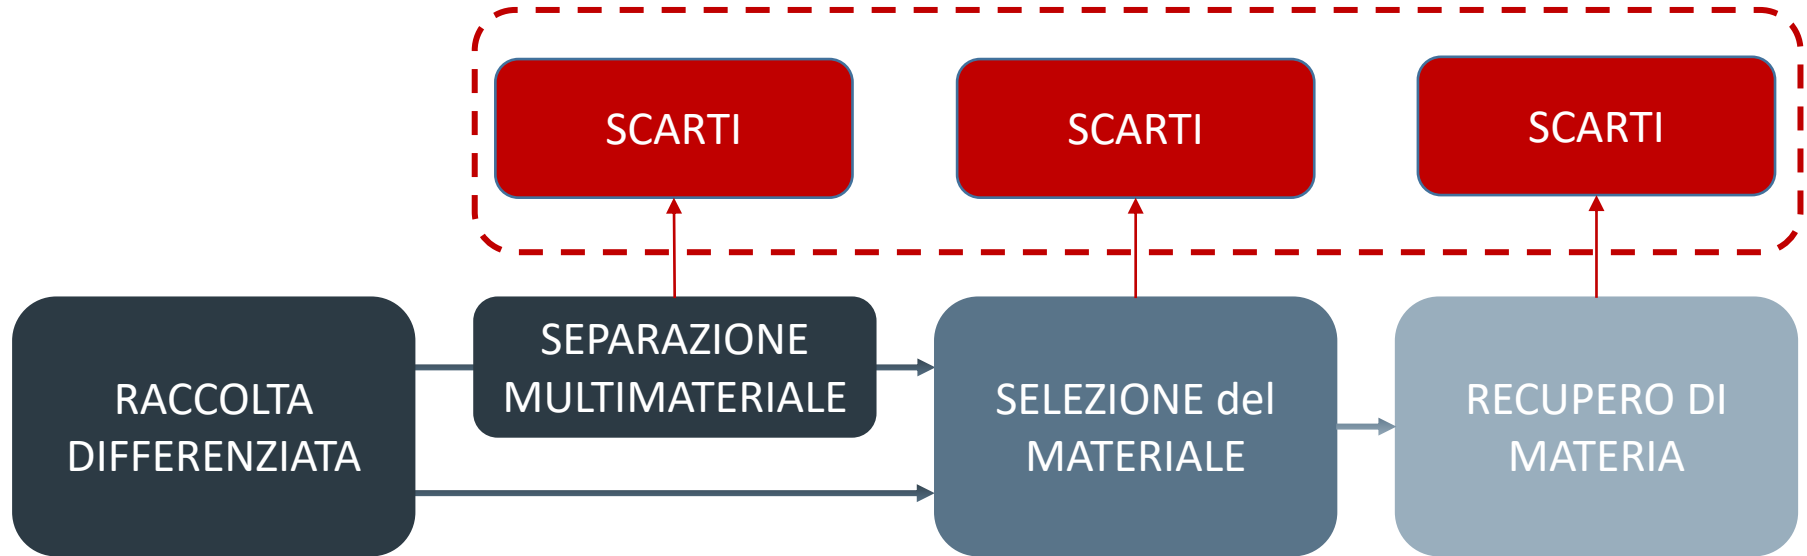 SCARTI
SCARTI
SCARTI
RACCOLTA
DIFFERENZIATA
SEPARAZIONE
MULTIMATERIALE
SELEZIONE del
MATERIALE
RECUPERO DI
MATERIA